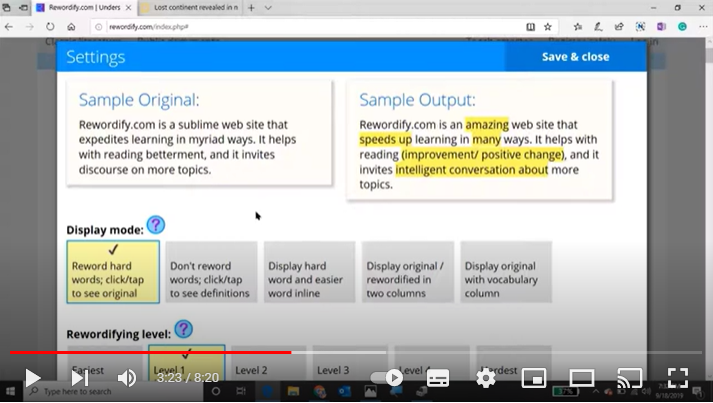 Rewordify.com | Unders
Lost continent revealed in n
rewordify.com/index.php#
Settings
Save & close
Sample Original:
Rewordify.com is a sublime web site that
expedites learning in myriad ways. It helps
with reading betterment, and it invites
discourse on more topics.
Sample Output:
Rewordify.com is an amazing web site that
speeds up learning in many ways. It helps with
reading (improvement/ positive change), and it
invites intelligent conversation about more
topics.
Display mode: ?
Reword hard
words; click/tap
to see original
Don't reword
words; click/tap
to see definitions
Display hard
word and easier
word inline
Display original /
rewordified in
two columns
Display original
with vocabulary
column
Rewordifying level: ?
Easiest
Level 1
Level 2
Level 3
Level 4
Hardest
3:23 / 8:20
Type here to search
9/18/2019